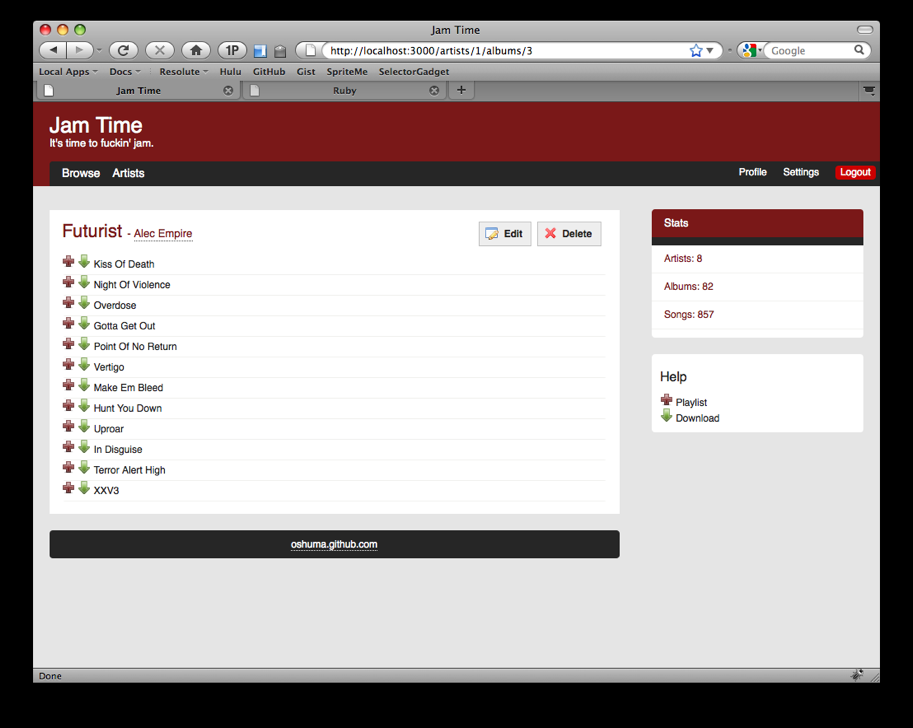 Jam Time
1P
http://localhost:3000/artists/1/albums/3
Google
Local Apps Docs Resolute Hulu GitHub Gist SpriteMe SelectorGadget
Jam Time Ruby
Jam Time
It's time to fuckin' jam.
Browse Artists Profile Settings Logout
Futurist - Alec Empire Edit Delete
Kiss Of Death
Night Of Violence
Overdose
Gotta Get Out
Point Of No Return
Vertigo
Make Em Bleed
Hunt You Down
Uproar
In Disguise
Terror Alert High
XXV3
oshuma.github.com
Stats
Artists: 8
Albums: 82
Songs: 857
Help
Playlist
Download
Done